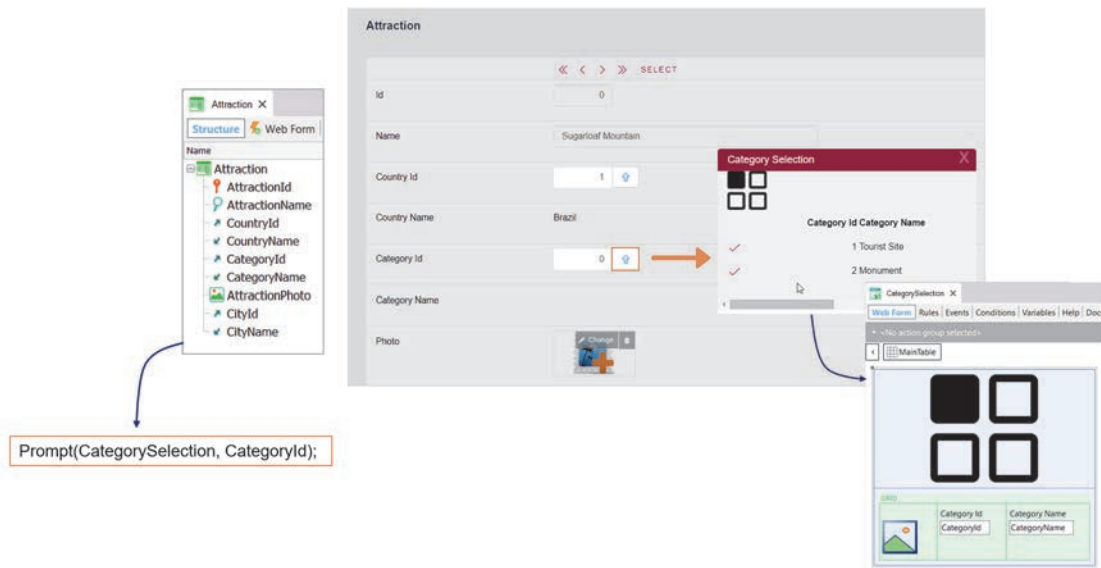 Attraction
SELECT
Id
0
Name
Sugarloaf Mountain
Country Id
1
Country Name
Brazil
Category Id
0
Category Name
Photo
Change
Category Selection
X
Category Id Category Name
1 Tourist Site
2 Monument
Attraction X
Structure Web Form
Name
Attraction
AttractionId
AttractionName
CountryId
CountryName
CategoryId
CategoryName
AttractionPhoto
CityId
CityName
Prompt(CategorySelection, CategoryId);
CategorySelection X
Web Form Rules Events Conditions Variables Help Doc
<No action group selected>
MainTable
GRID
Category Id Category Name
CategoryId CategoryName